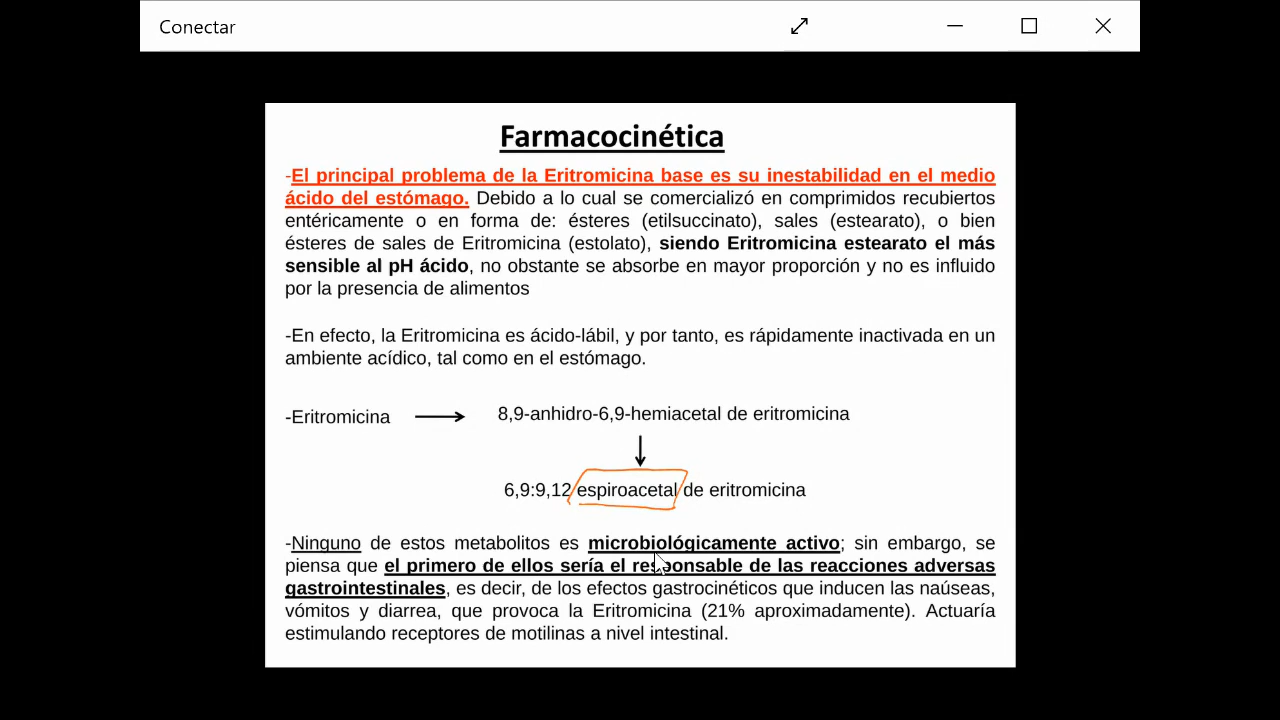 Conectar
Farmacocinética
-El principal problema de la Eritromicina base es su inestabilidad en el medio
ácido del estómago. Debido a lo cual se comercializó en comprimidos recubiertos
entéricamente o en forma de: ésteres (etilsuccinato), sales (estearato), o bien
ésteres de sales de Eritromicina (estolato), siendo Eritromicina estearato el más
sensible al pH ácido, no obstante se absorbe en mayor proporción y no es influido
por la presencia de alimentos
-En efecto, la Eritromicina es ácido-lábil, y por tanto, es rápidamente inactivada en un
ambiente acídico, tal como en el estómago.
-Eritromicina → 8,9-anhidro-6,9-hemiacetal de eritromicina
↓
6,9:9,12 espiroacetal de eritromicina
-Ninguno de estos metabolitos es microbiológicamente activo; sin embargo, se
piensa que el primero de ellos sería el responsable de las reacciones adversas
gastrointestinales, es decir, de los efectos gastrocinéticos que inducen las naúseas,
vómitos y diarrea, que provoca la Eritromicina (21% aproximadamente). Actuaría
estimulando receptores de motilinas a nivel intestinal.